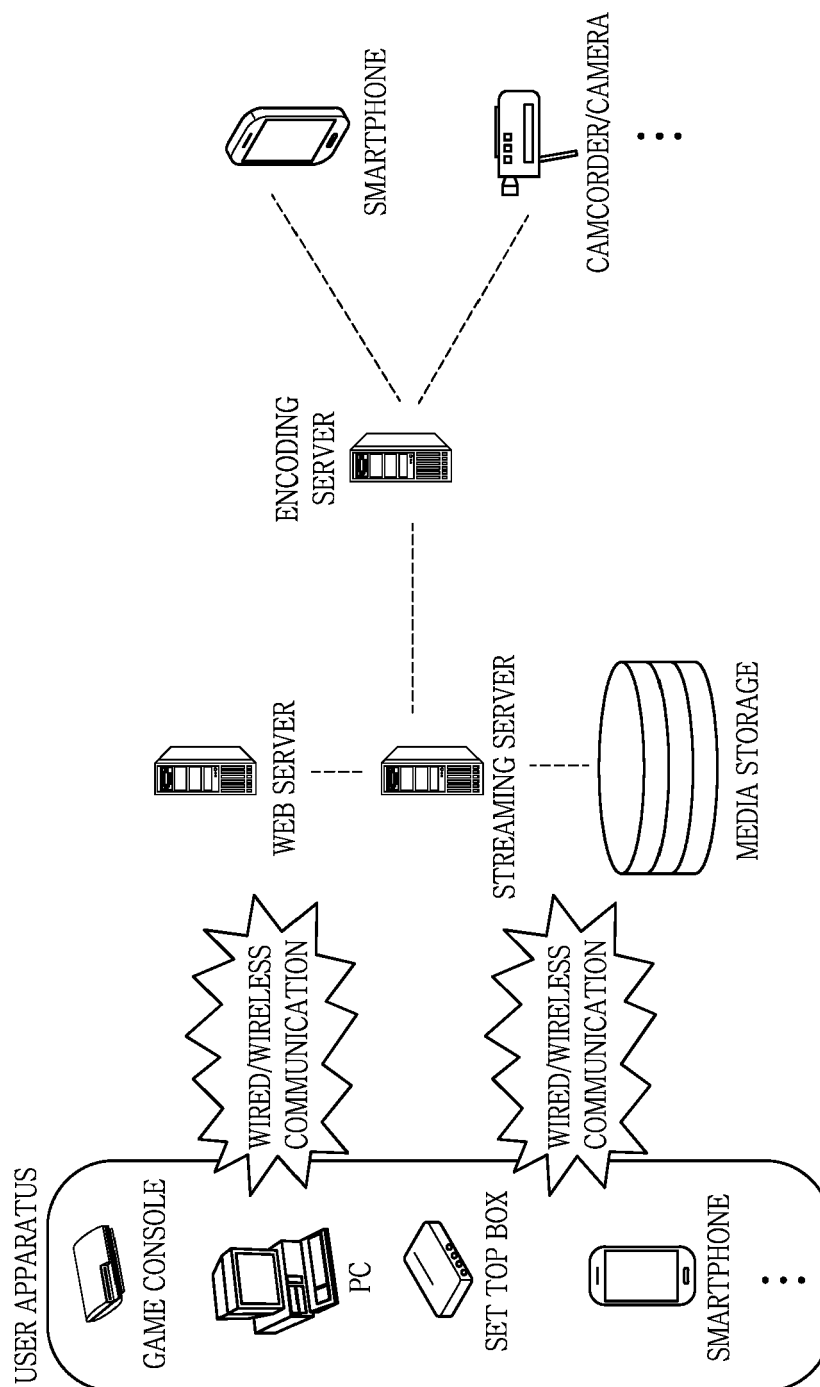 USER APPARATUS
GAME CONSOLE
PC
SET TOP BOX
SMARTPHONE
WIRED/WIRELESS
COMMUNICATION
WIRED/WIRELESS
COMMUNICATION
WEB SERVER
STREAMING SERVER
MEDIA STORAGE
ENCODING
SERVER
SMARTPHONE
CAMCORDER/CAMERA